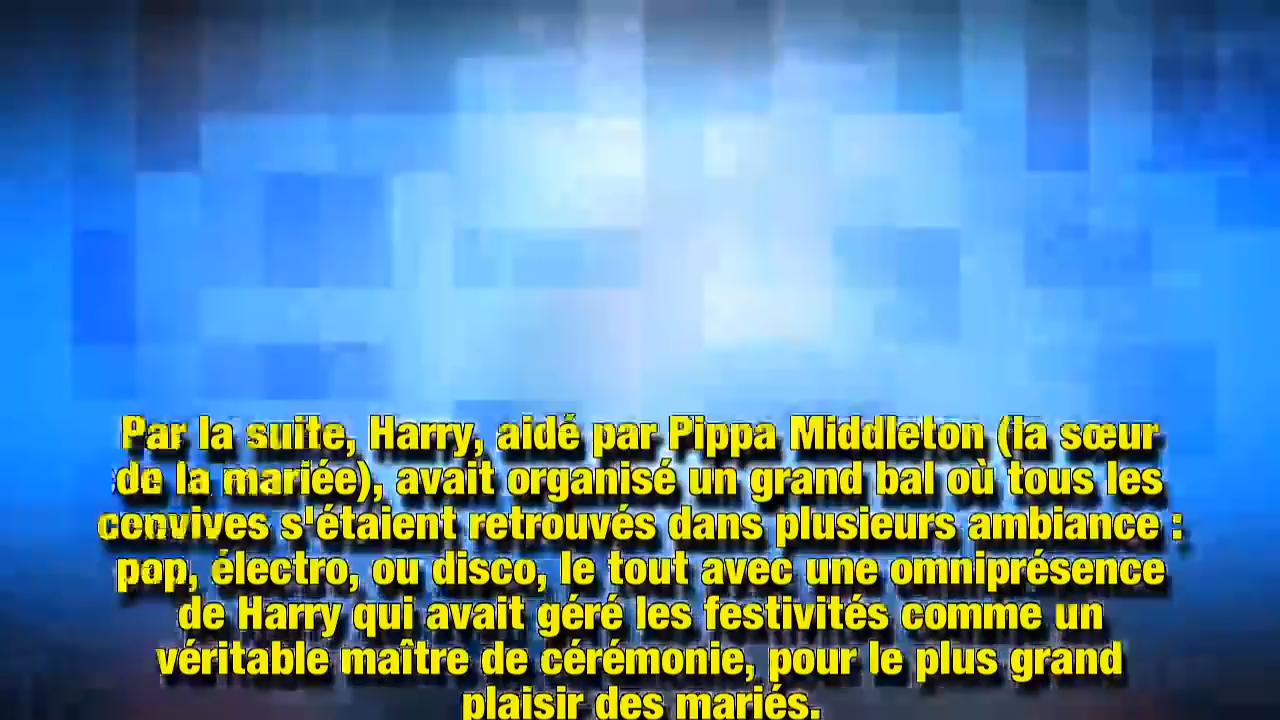 Par la suite, Harry, aidé par Pippa Middleton (la sœur
de la mariée), avait organisé un grand bal où tous les
convives s'étaient retrouvés dans plusieurs ambiance :
pop, électro, ou disco, le tout avec une omniprésence
de Harry qui avait géré les festivités comme un
véritable maître de cérémonie, pour le plus grand
plaisir des mariés.